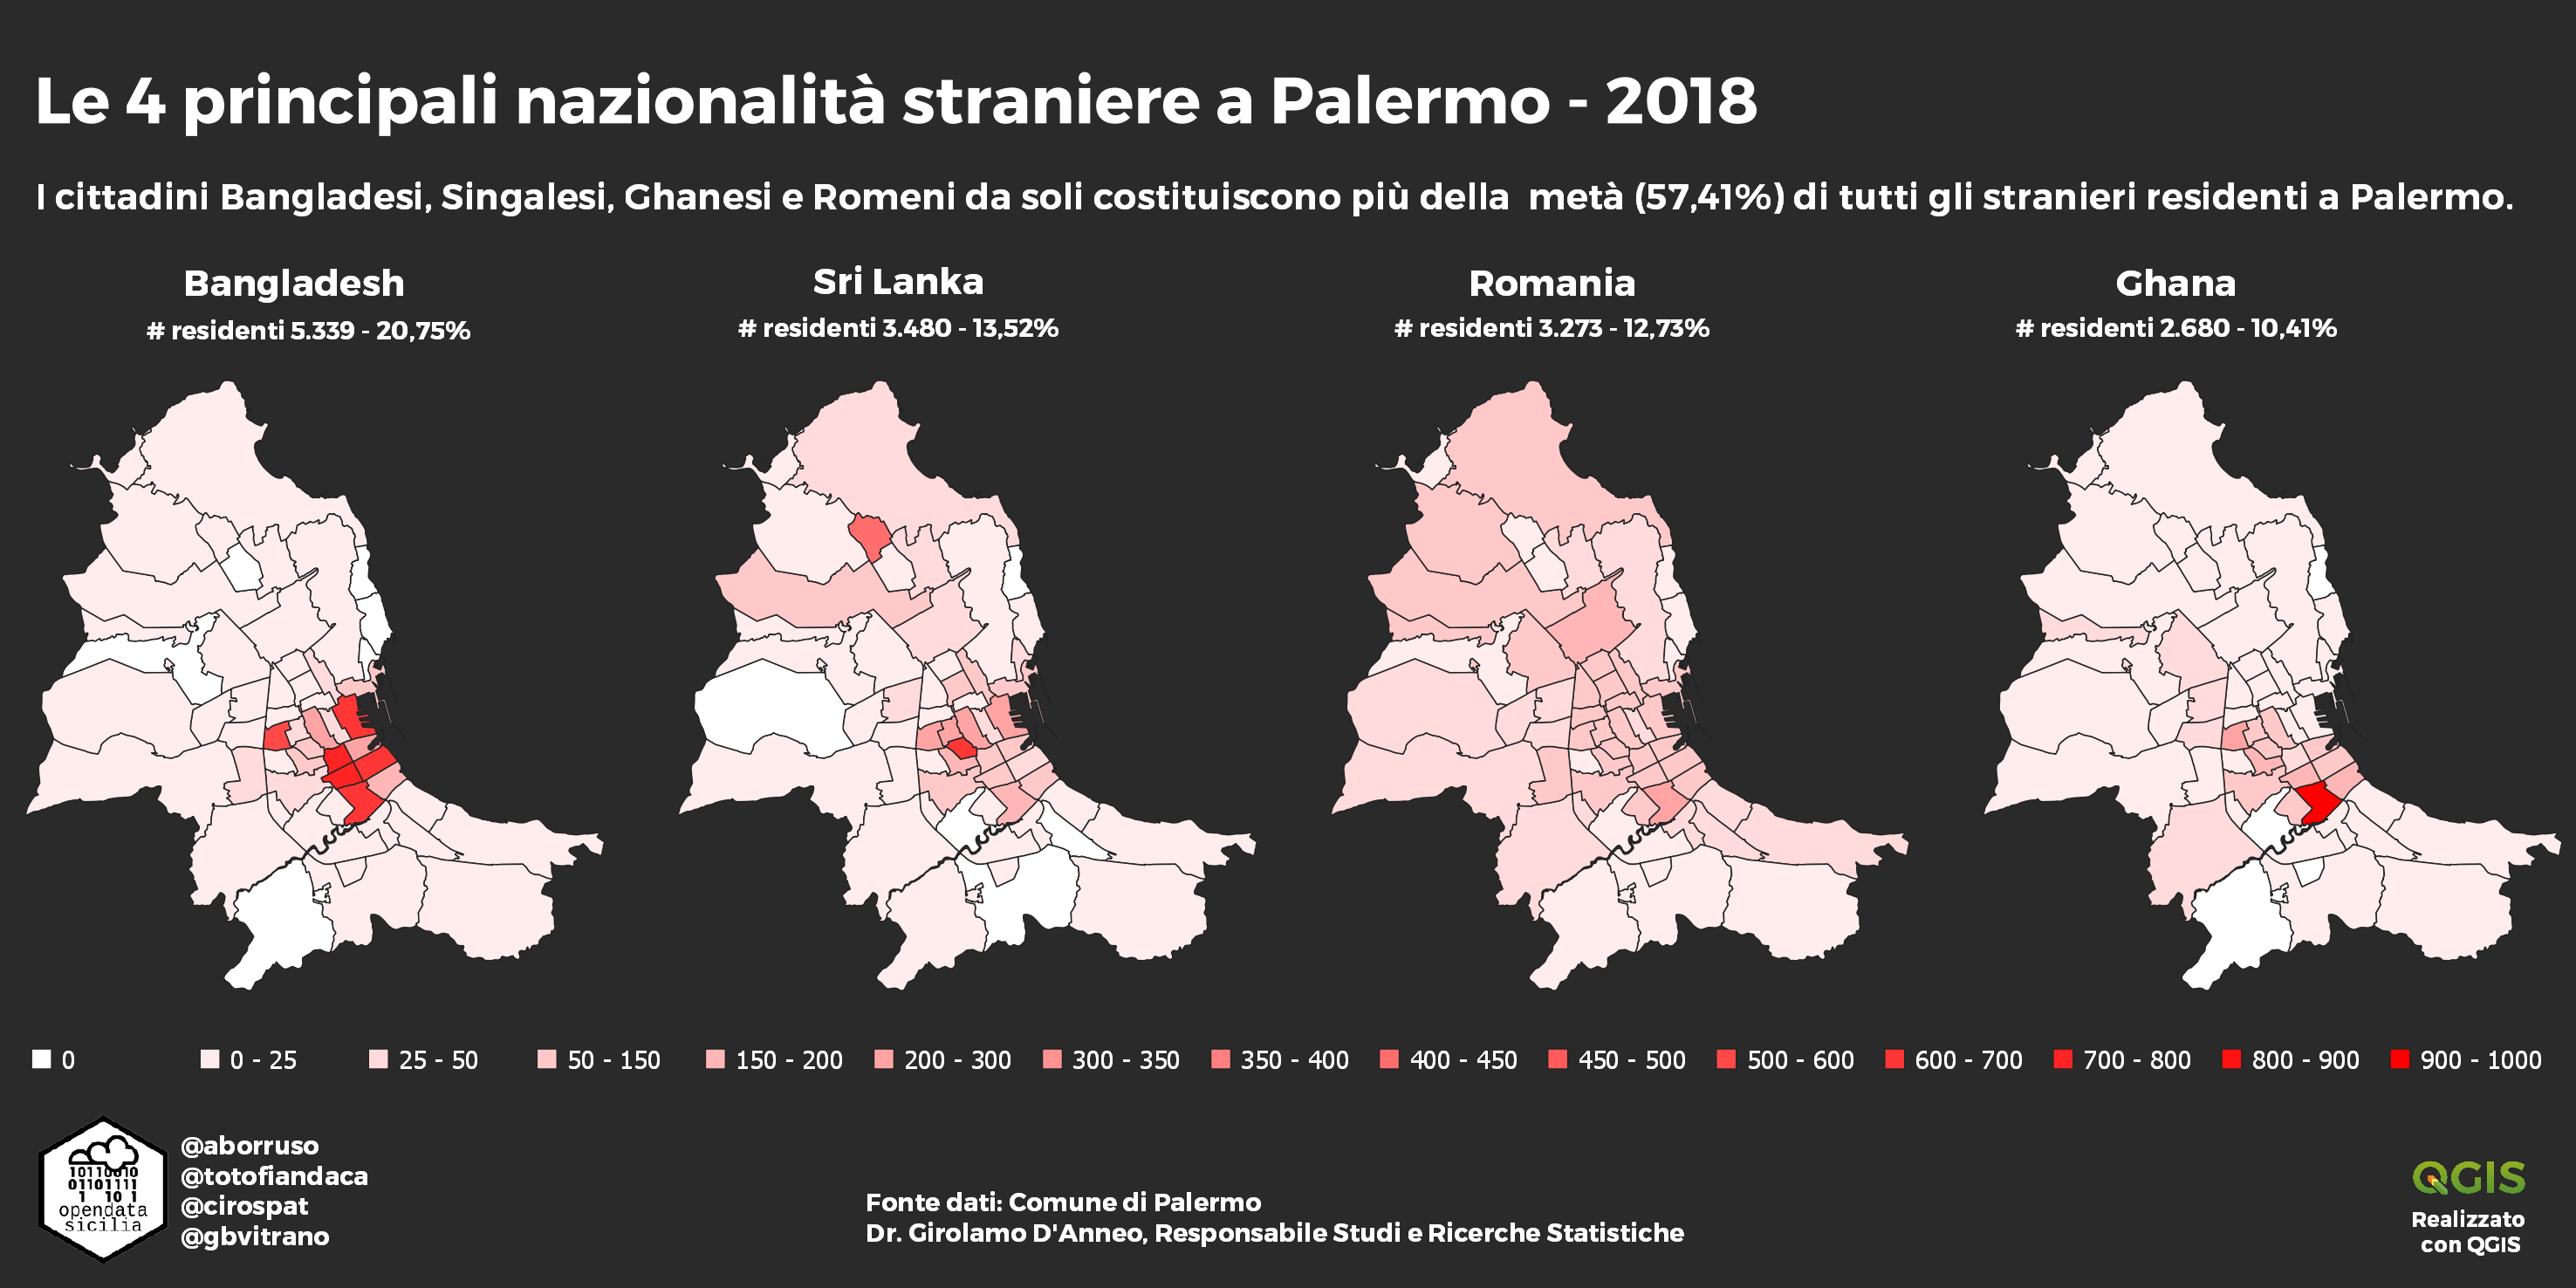 Le 4 principali nazionalità straniere a Palermo - 2018
I cittadini Bangladesi, Singalesi, Ghanesi e Romeni da soli costituiscono più della  metà (57,41%) di tutti gli stranieri residenti a Palermo.
Bangladesh
# residenti 5.339 - 20,75%
Sri Lanka
# residenti 3.480 - 13,52%
Romania
# residenti 3.273 - 12,73%
Ghana
# residenti 2.680 - 10,41%
0
0 - 25
25 - 50
50 - 150
150 - 200
200 - 300
300 - 350
350 - 400
400 - 450
450 - 500
500 - 600
600 - 700
700 - 800
800 - 900
900 - 1000
10110010
01101111
1 10 1
opendata
sicilia
@aborruso
@totofiandaca
@cirospat
@gbvitrano
Fonte dati: Comune di Palermo
Dr. Girolamo D'Anneo, Responsabile Studi e Ricerche Statistiche
QGIS
Realizzato
con QGIS